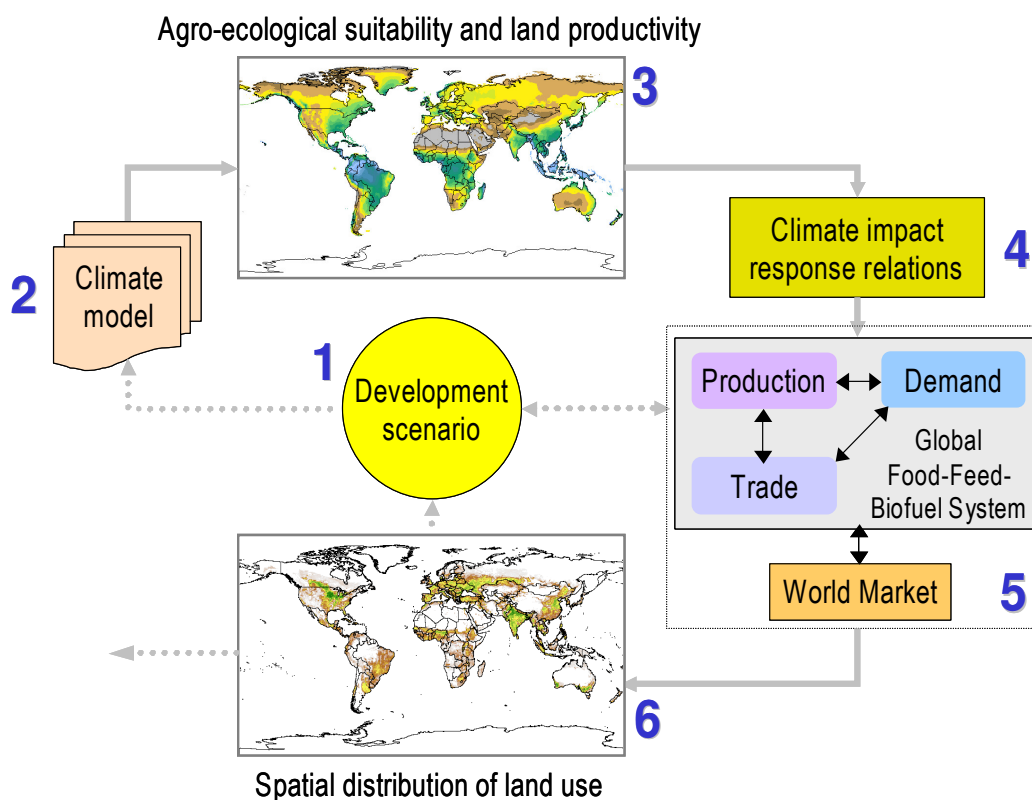 Agro-ecological suitability and land productivity
3
Climate impact
response relations
4
2
Climate
model
1
Development
scenario
Production
Demand
Trade
Global
Food-Feed-
Biofuel System
World Market
5
6
Spatial distribution of land use